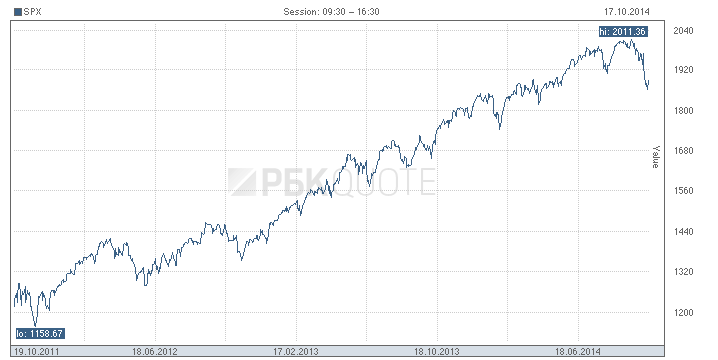 SPX Session: 09:30 – 16:30 17.10.2014
hi: 2011.36
2040
1920
1800
1680
Value
РБКQUOTE
1560
1440
1320
1200
lo: 1158.67
19.10.2011 18.06.2012 17.02.2013 18.10.2013 18.06.2014